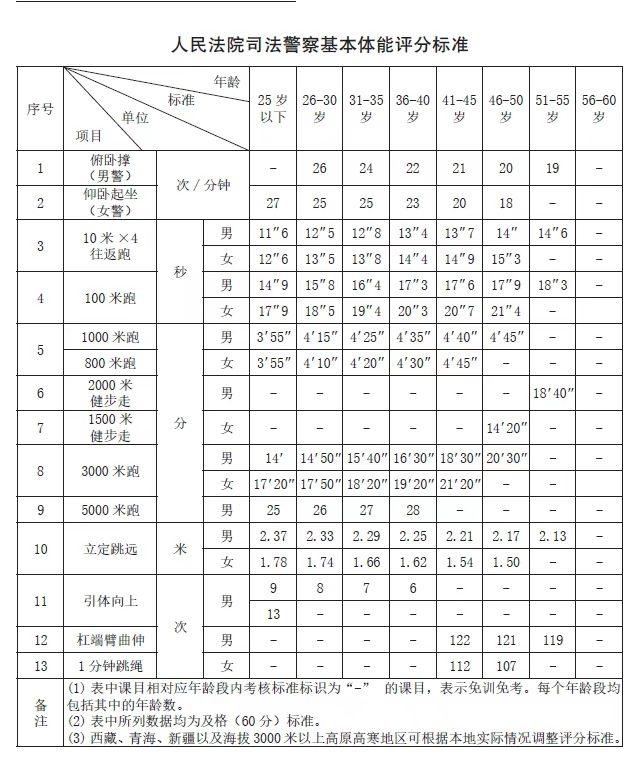 人民法院司法警察基本体能评分标准
序号 项目 单位 标准 年龄 25岁以下 26-30岁 31-35岁 36-40岁 41-45岁 46-50岁 51-55岁 56-60岁
1 俯卧撑（男警） 次/分钟 - 26 24 22 21 20 19 -
2 仰卧起坐（女警） 27 25 25 23 20 18 - -
3 10米×4往返跑 秒 男 11″6 12″5 12″8 13″4 13″7 14″ 14″6 -
女 12″6 13″5 13″8 14″4 14″9 15″3 - -
4 100米跑 男 14″9 15″8 16″4 17″3 17″6 17″9 18″3 -
女 17″9 18″5 19″4 20″3 20″7 21″4 - -
5 1000米跑 分 男 3′55″ 4′15″ 4′25″ 4′35″ 4′40″ 4′45″ - -
800米跑 女 3′55″ 4′10″ 4′20″ 4′30″ 4′45″ - - -
6 2000米健步走 男 - - - - - - 18′40″ -
7 1500米健步走 女 - - - - - 14′20″ - -
8 3000米跑 男 14′ 14′50″ 15′40″ 16′30″ 18′30″ 20′30″ - -
女 17′20″ 17′50″ 18′20″ 19′20″ 21′20″ - - -
9 5000米跑 男 25 26 27 28 - - - -
10 立定跳远 米 男 2.37 2.33 2.29 2.25 2.21 2.17 2.13 -
女 1.78 1.74 1.66 1.62 1.54 1.50 - -
11 引体向上 次 男 9 8 7 6 - - - -
13 - - - - - - -
12 杠端臂曲伸 男 - - - - 122 121 119 -
13 1分钟跳绳 女 - - - - 112 107 - -
备注 (1) 表中课目相对应年龄段内考核标准标识为“-” 的课目，表示免训免考。每个年龄段均
包括其中的年龄数。
(2) 表中所列数据均为及格（60分）标准。
(3) 西藏、青海、新疆以及海拔3000米以上高原高寒地区可根据本地实际情况调整评分标准。